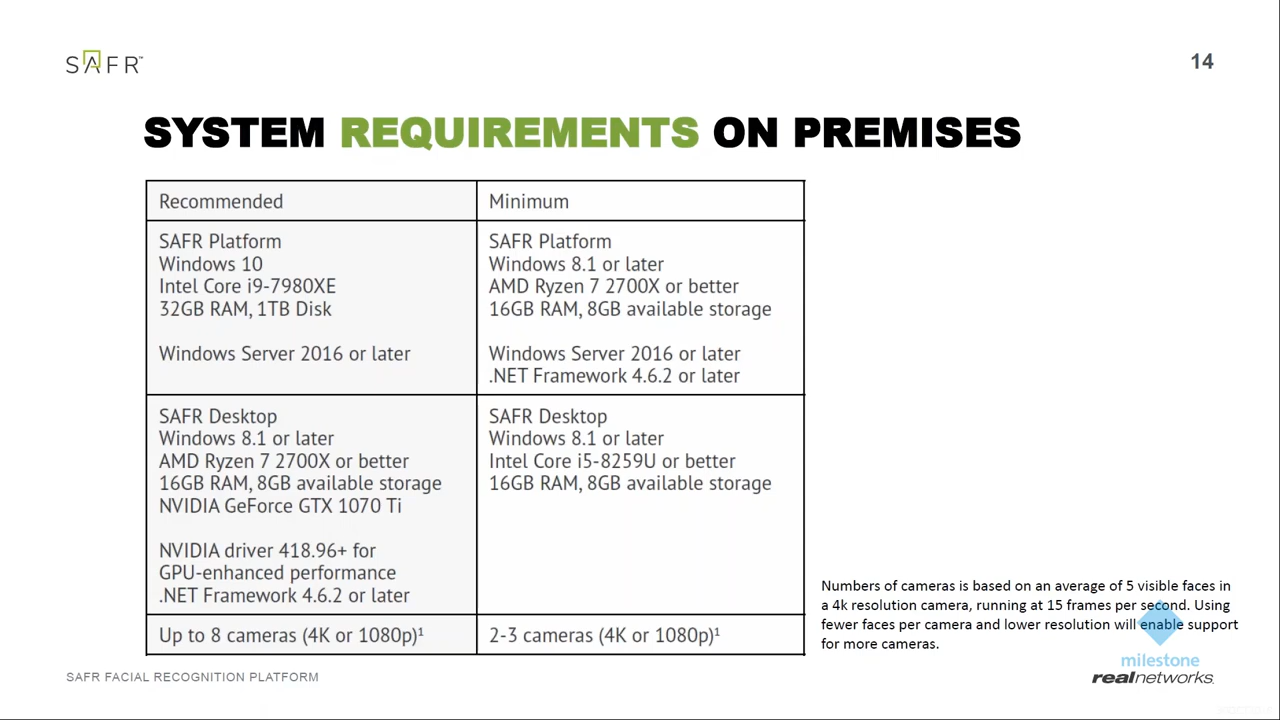 SAFR™
14
SYSTEM REQUIREMENTS ON PREMISES
Recommended
Minimum
SAFR Platform
Windows 10
Intel Core i9-7980XE
32GB RAM, 1TB Disk
Windows Server 2016 or later
SAFR Platform
Windows 8.1 or later
AMD Ryzen 7 2700X or better
16GB RAM, 8GB available storage
Windows Server 2016 or later
.NET Framework 4.6.2 or later
SAFR Desktop
Windows 8.1 or later
AMD Ryzen 7 2700X or better
16GB RAM, 8GB available storage
NVIDIA GeForce GTX 1070 Ti
NVIDIA driver 418.96+ for
GPU-enhanced performance
.NET Framework 4.6.2 or later
SAFR Desktop
Windows 8.1 or later
Intel Core i5-8259U or better
16GB RAM, 8GB available storage
Up to 8 cameras (4K or 1080p)¹
2-3 cameras (4K or 1080p)¹
Numbers of cameras is based on an average of 5 visible faces in
a 4k resolution camera, running at 15 frames per second. Using
fewer faces per camera and lower resolution will enable support
for more cameras.
SAFR FACIAL RECOGNITION PLATFORM
milestone
realnetworks.